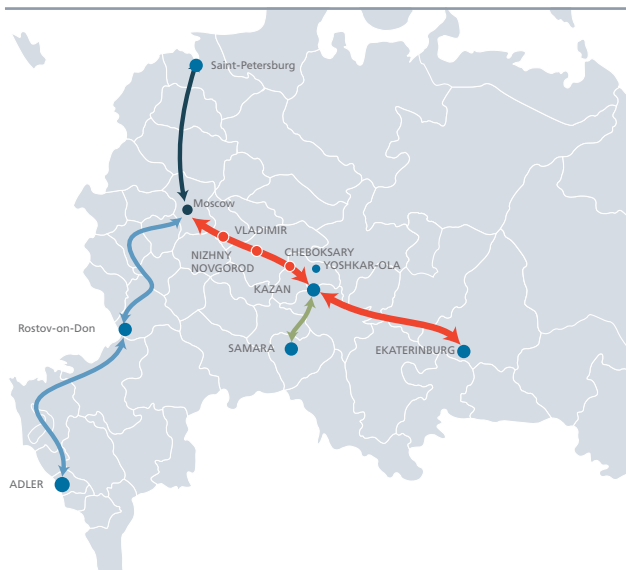 Saint-Petersburg
Moscow
VLADIMIR
NIZHNY
NOVGOROD
CHEBOKSARY
YOSHKAR-OLA
KAZAN
Rostov-on-Don
SAMARA
EKATERINBURG
ADLER